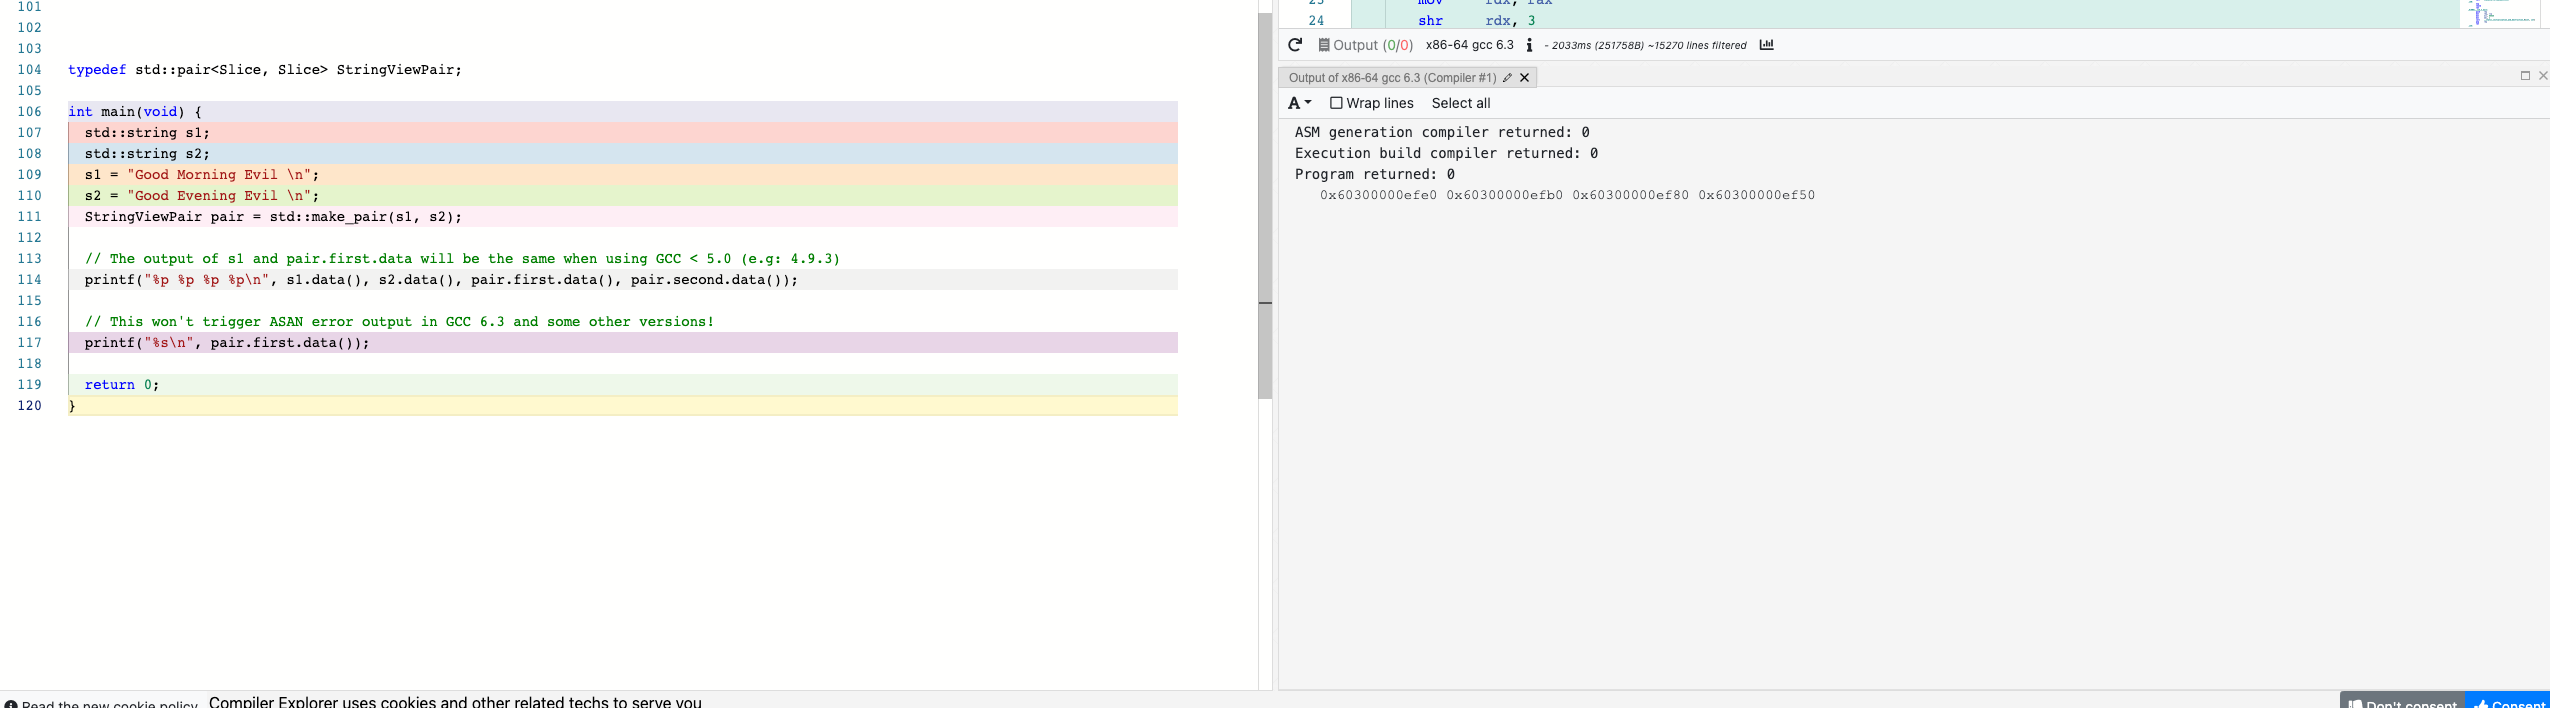 101
102
103
104 typedef std::pair<Slice, Slice> StringViewPair;
105
106 int main(void) {
107 std::string s1;
108 std::string s2;
109 s1 = "Good Morning Evil \n";
110 s2 = "Good Evening Evil \n";
111 StringViewPair pair = std::make_pair(s1, s2);
112
113 // The output of s1 and pair.first.data will be the same when using GCC < 5.0 (e.g: 4.9.3)
114 printf("%p %p %p %p\n", s1.data(), s2.data(), pair.first.data(), pair.second.data());
115
116 // This won't trigger ASAN error output in GCC 6.3 and some other versions!
117 printf("%s\n", pair.first.data());
118
119 return 0;
120 }
23 mov rdx, rax
24 shr rdx, 3
Output (0/0) x86-64 gcc 6.3 i - 2033ms (251758B) ~15270 lines filtered
Output of x86-64 gcc 6.3 (Compiler #1)
A Wrap lines Select all
ASM generation compiler returned: 0
Execution build compiler returned: 0
Program returned: 0
0x60300000efe0 0x60300000efb0 0x60300000ef80 0x60300000ef50
Read the new cookie policy Compiler Explorer uses cookies and other related techs to serve you
Don't consent Consent